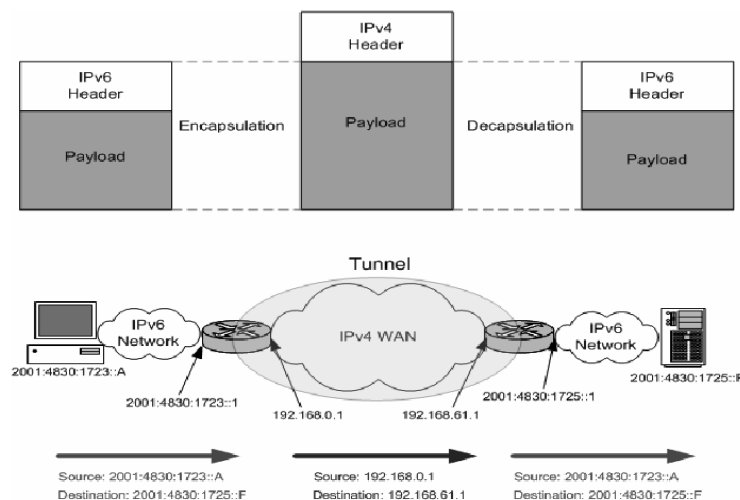 IPv4
Header
IPv6
Header
IPv6
Header
Encapsulation
Payload
Decapsulation
Payload
Payload
Tunnel
IPv6
Network
IPv4 WAN
IPv6
Network
2001:4830:1723::A
2001:4830:1723::1
192.168.0.1
192.168.61.1
2001:4830:1725::1
2001:4830:1725::F
Source: 2001:4830:1723::A
Destination: 2001:4830:1725::F
Source: 192.168.0.1
Destination: 192.168.61.1
Source: 2001:4830:1723::A
Destination: 2001:4830:1725::F